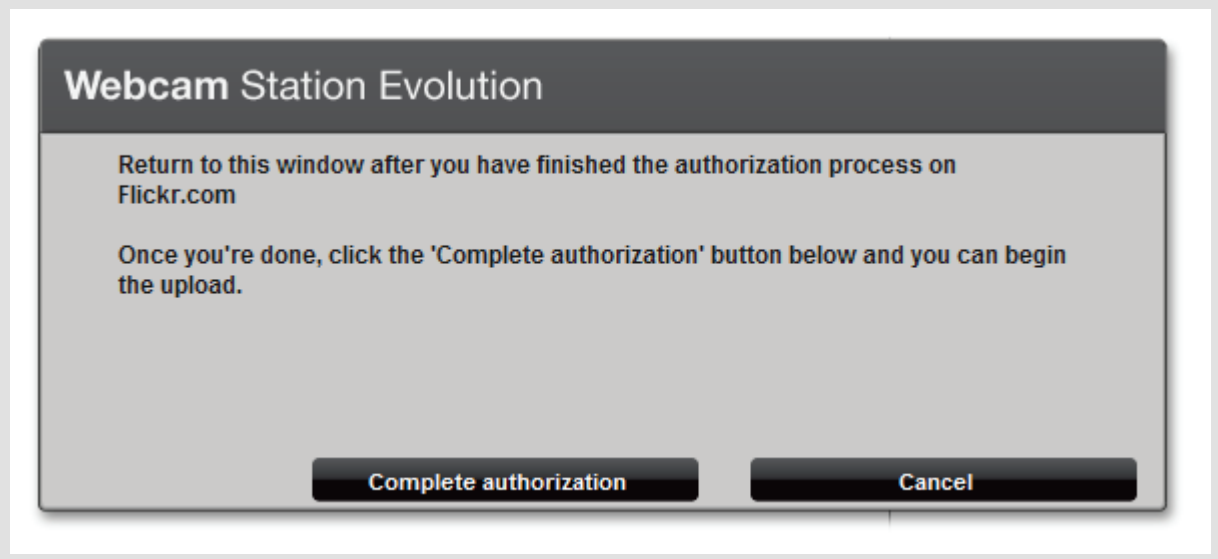 Webcam Station Evolution
Return to this window after you have finished the authorization process on
Flickr.com
Once you're done, click the 'Complete authorization' button below and you can begin
the upload.
Complete authorization
Cancel